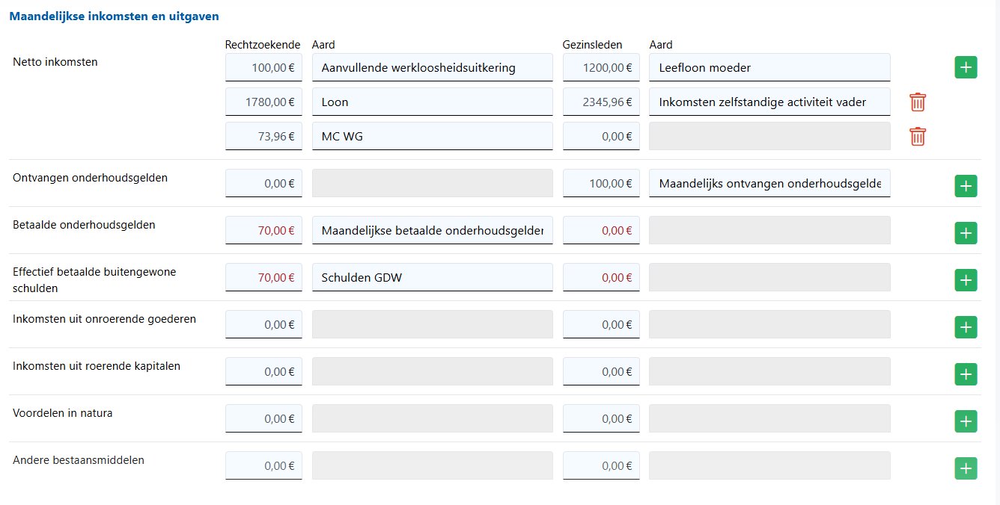 Maandelijkse inkomsten en uitgaven
Rechtzoekende Aard Gezinsleden Aard
Netto inkomsten 100,00 € Aanvullende werkloosheidsuitkering 1200,00 € Leefloon moeder
1780,00 € Loon 2345,96 € Inkomsten zelfstandige activiteit vader
73,96 € MC WG 0,00 €
Ontvangen onderhoudsgelden 0,00 € 100,00 € Maandelijks ontvangen onderhoudsgelde
Betaalde onderhoudsgelden 70,00 € Maandelijkse betaalde onderhoudsgelder 0,00 €
Effectief betaalde buitengewone
schulden 70,00 € Schulden GDW 0,00 €
Inkomsten uit onroerende goederen 0,00 € 0,00 €
Inkomsten uit roerende kapitalen 0,00 € 0,00 €
Voordelen in natura 0,00 € 0,00 €
Andere bestaansmiddelen 0,00 € 0,00 €